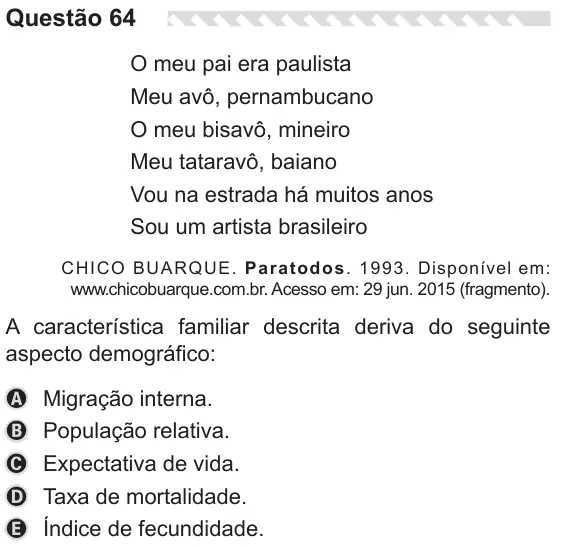 Questão 64
O meu pai era paulista
Meu avô, pernambucano
O meu bisavô, mineiro
Meu tataravô, baiano
Vou na estrada há muitos anos
Sou um artista brasileiro
CHICO BUARQUE. Paratodos. 1993. Disponível em:
www.chicobuarque.com.br. Acesso em: 29 jun. 2015 (fragmento).
A característica familiar descrita deriva do seguinte
aspecto demográfico:
A Migração interna.
B População relativa.
C Expectativa de vida.
D Taxa de mortalidade.
E Índice de fecundidade.